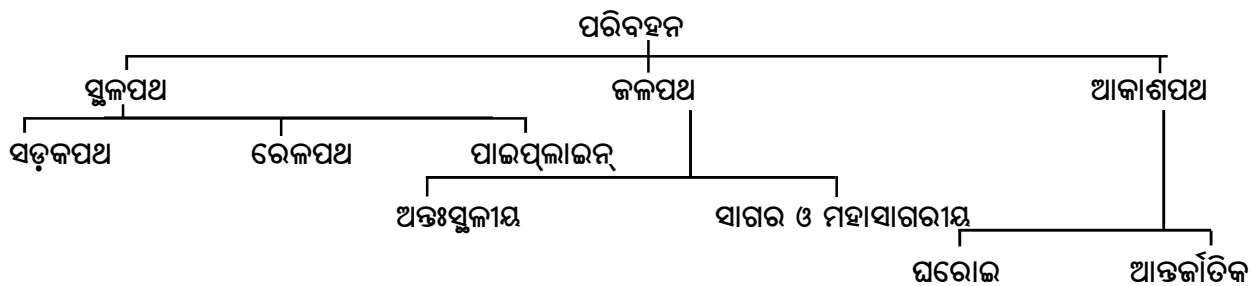 ପରିବହନ
ସ୍ଥଳପଥ ଜଳପଥ ଆକାଶପଥ
ସଡ଼କପଥ ରେଳପଥ ପାଇପ୍‌ଲାଇନ୍
ଅନ୍ତଃସ୍ଥଳୀୟ ସାଗର ଓ ମହାସାଗରୀୟ
ଘରୋଇ ଆନ୍ତର୍ଜାତିକ